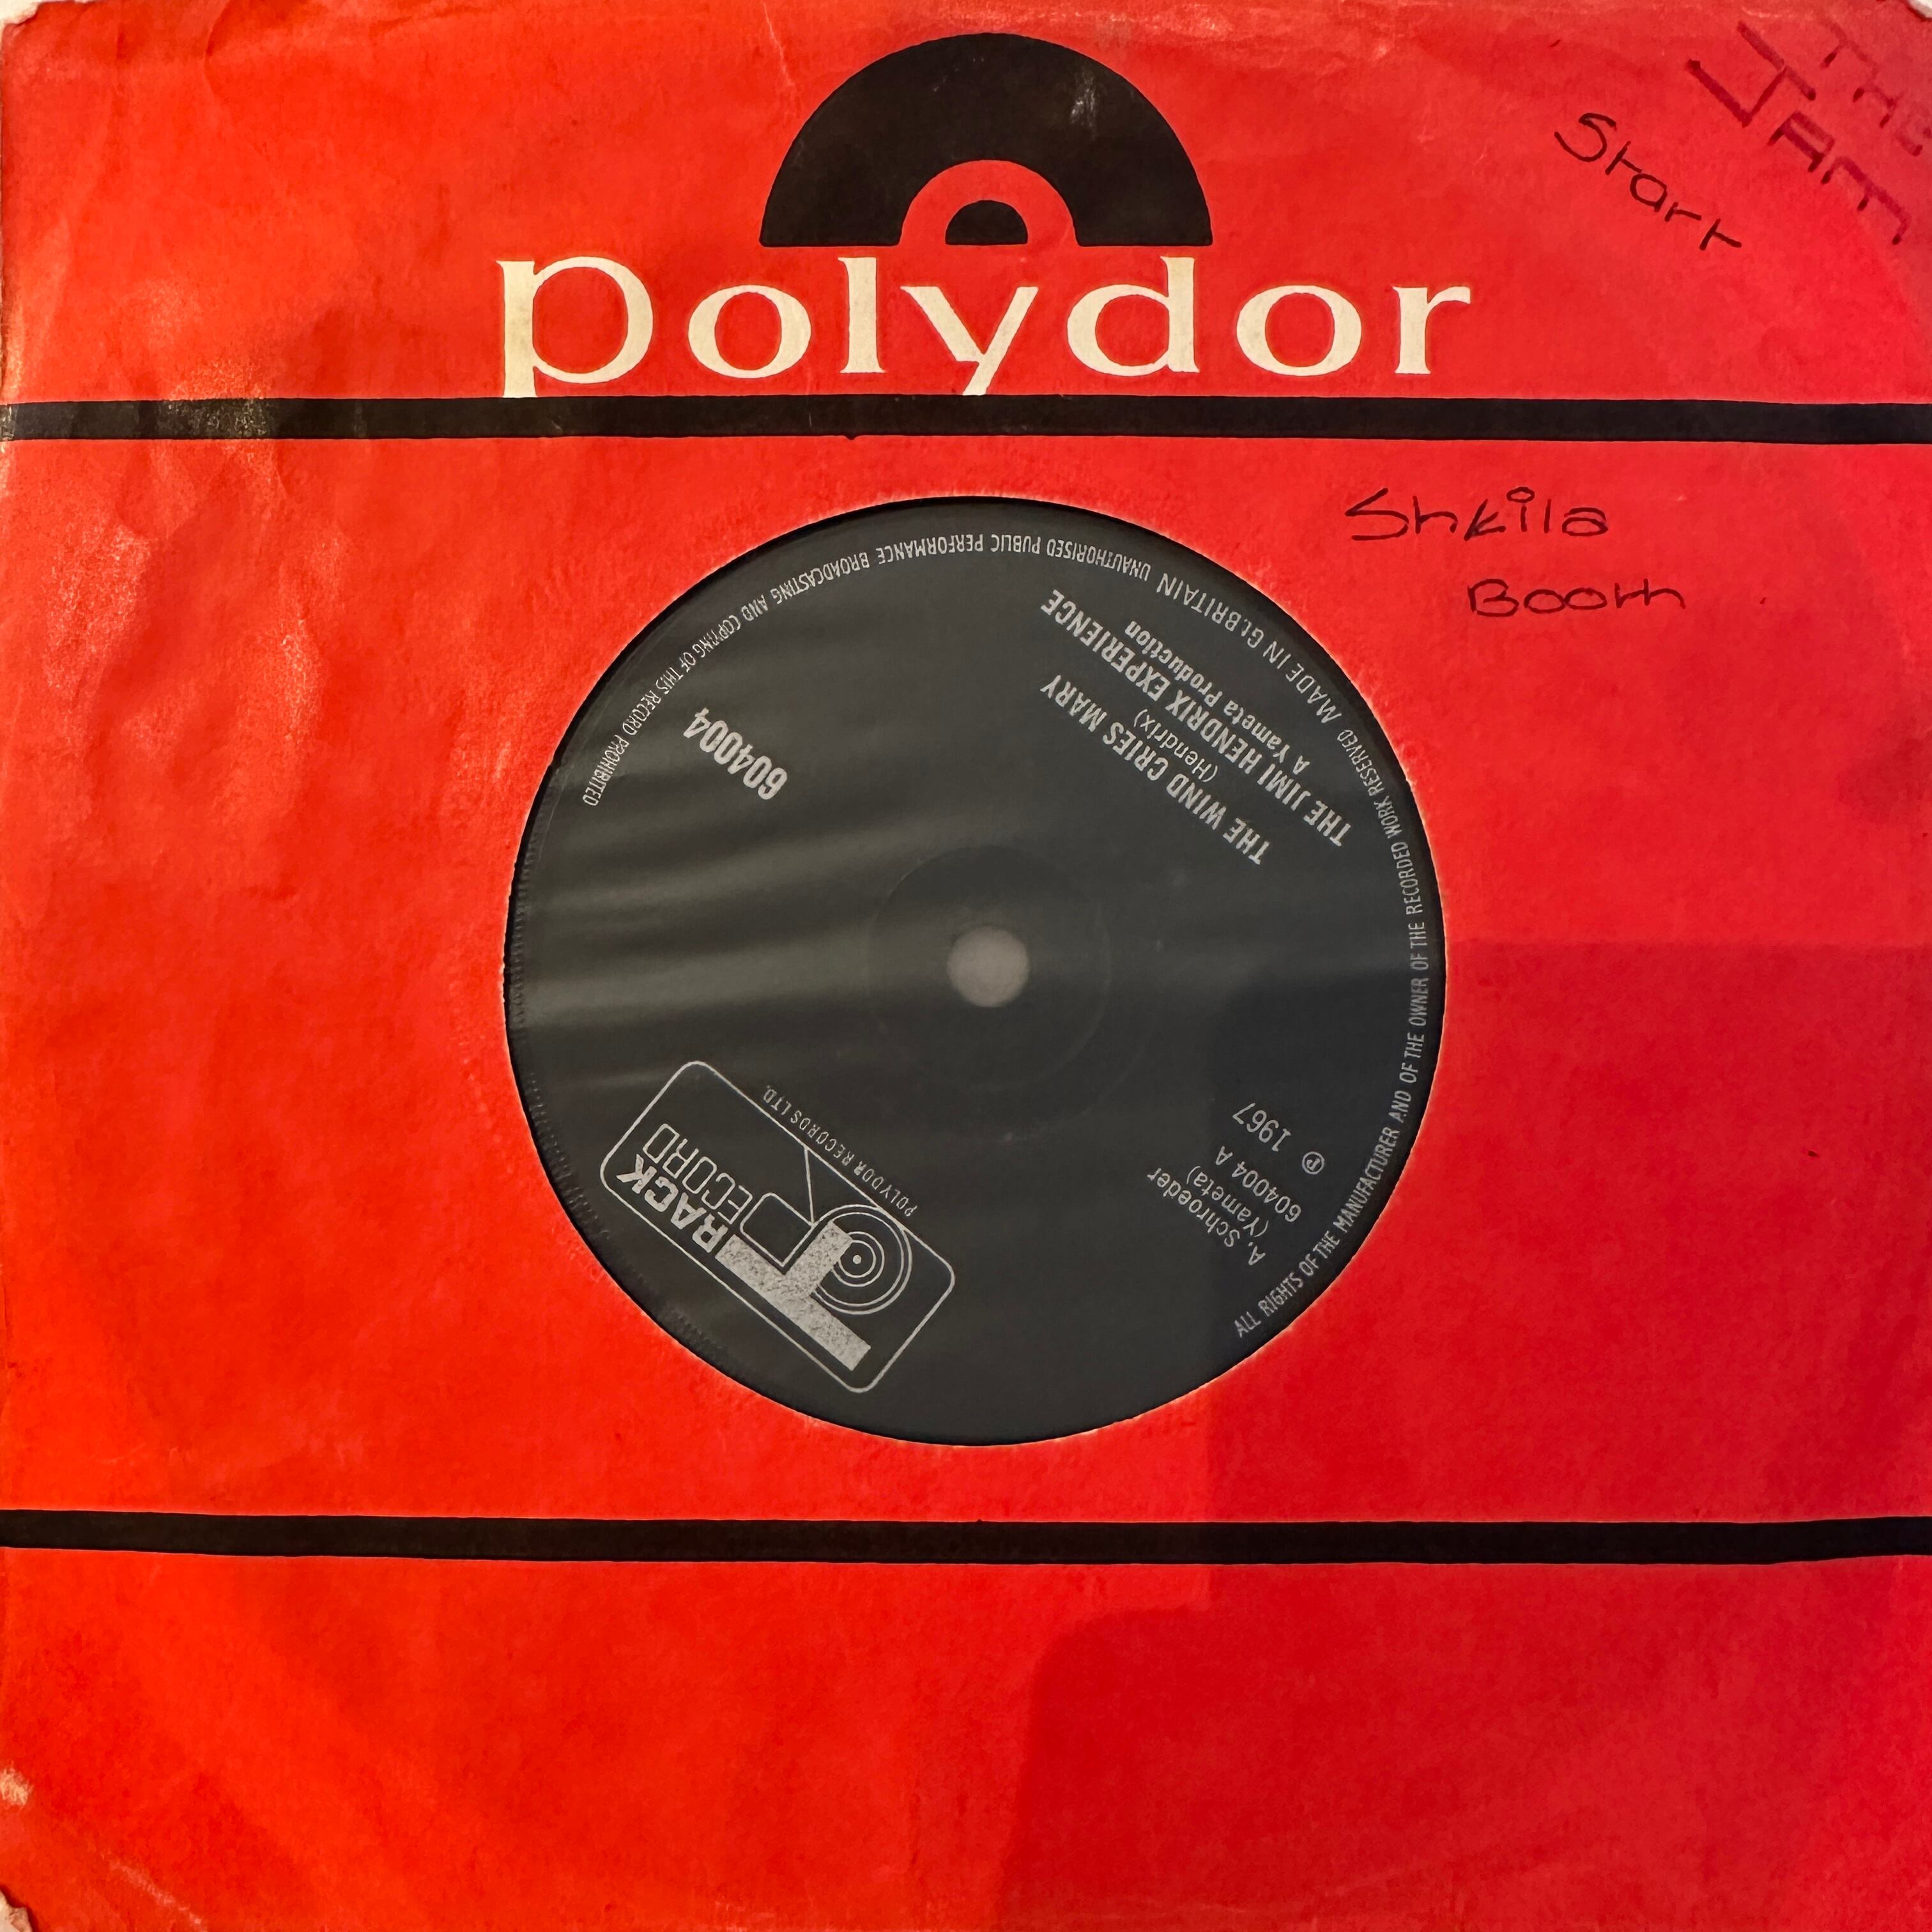 THE
JAM
Start
polydor
Sheila
Booth
TRACK
RECORD
POLYDOR RECORDS LTD.
604004
A. Schroeder
(Yameta)
604004 A
℗ 1967
THE WIND CRIES MARY
(Hendrix)
THE JIMI HENDRIX EXPERIENCE
A Yameta Production
ALL RIGHTS OF THE MANUFACTURER AND OF THE OWNER OF THE RECORDED WORK RESERVED MADE IN GT.BRITAIN UNAUTHORISED PUBLIC PERFORMANCE BROADCASTING AND COPYING OF THIS RECORD PROHIBITED